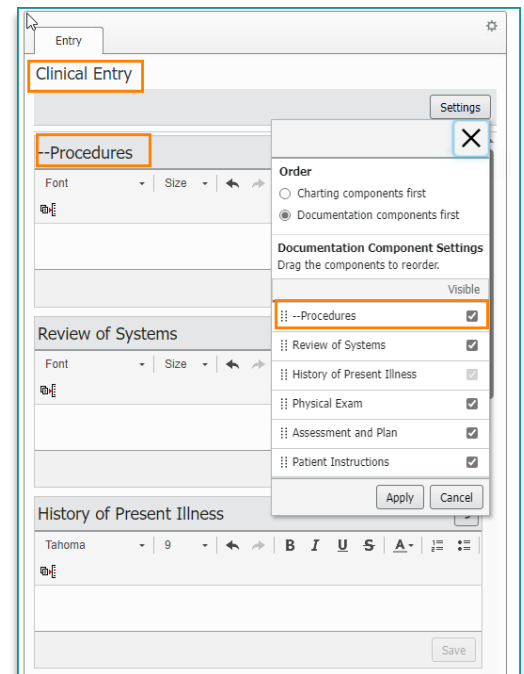 Entry
Clinical Entry
Settings
--Procedures
Font Size
Order
Charting components first
Documentation components first
Documentation Component Settings
Drag the components to reorder.
Visible
--Procedures
Review of Systems
History of Present Illness
Physical Exam
Assessment and Plan
Patient Instructions
Apply Cancel
Review of Systems
Font Size
History of Present Illness
Tahoma 9 B I U S A
Save